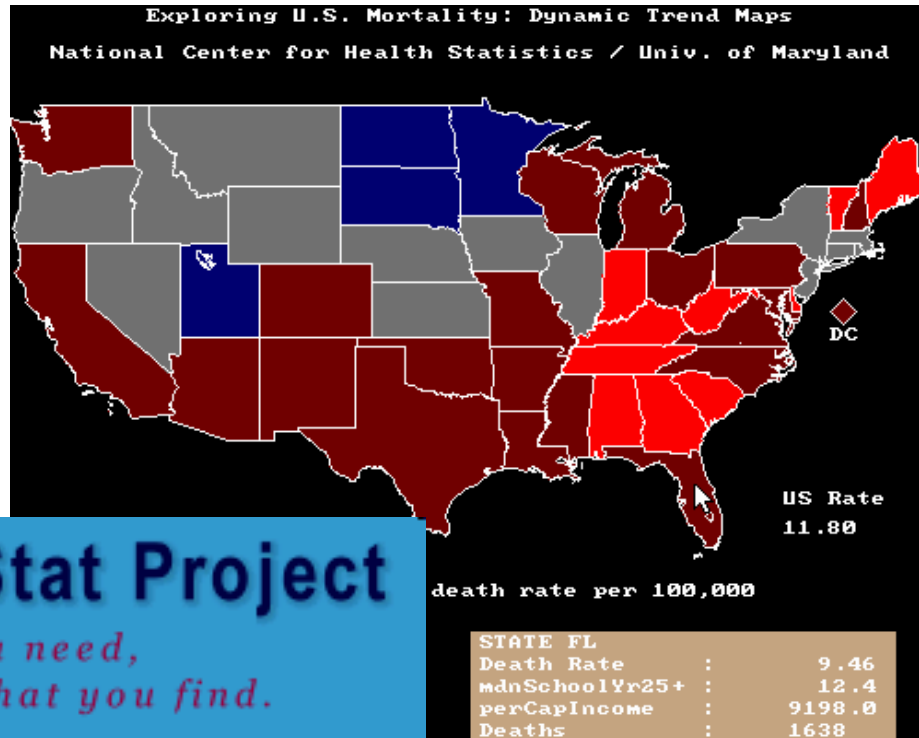 Exploring U.S. Mortality: Dynamic Trend Maps
National Center for Health Statistics / Univ. of Maryland
DC
US Rate
11.80
death rate per 100,000
Stat Project
need,
hat you find.
STATE FL
Death Rate : 9.46
mdnSchoolYr25+ : 12.4
perCapIncome : 9198.0
Deaths : 1638